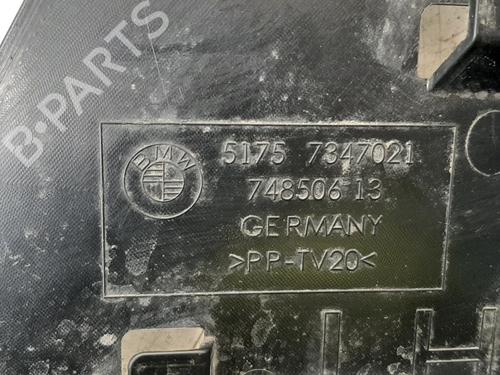 B-PARTS
BMW
5175 7347021
748506 13
GERMANY
>PP-TV20<